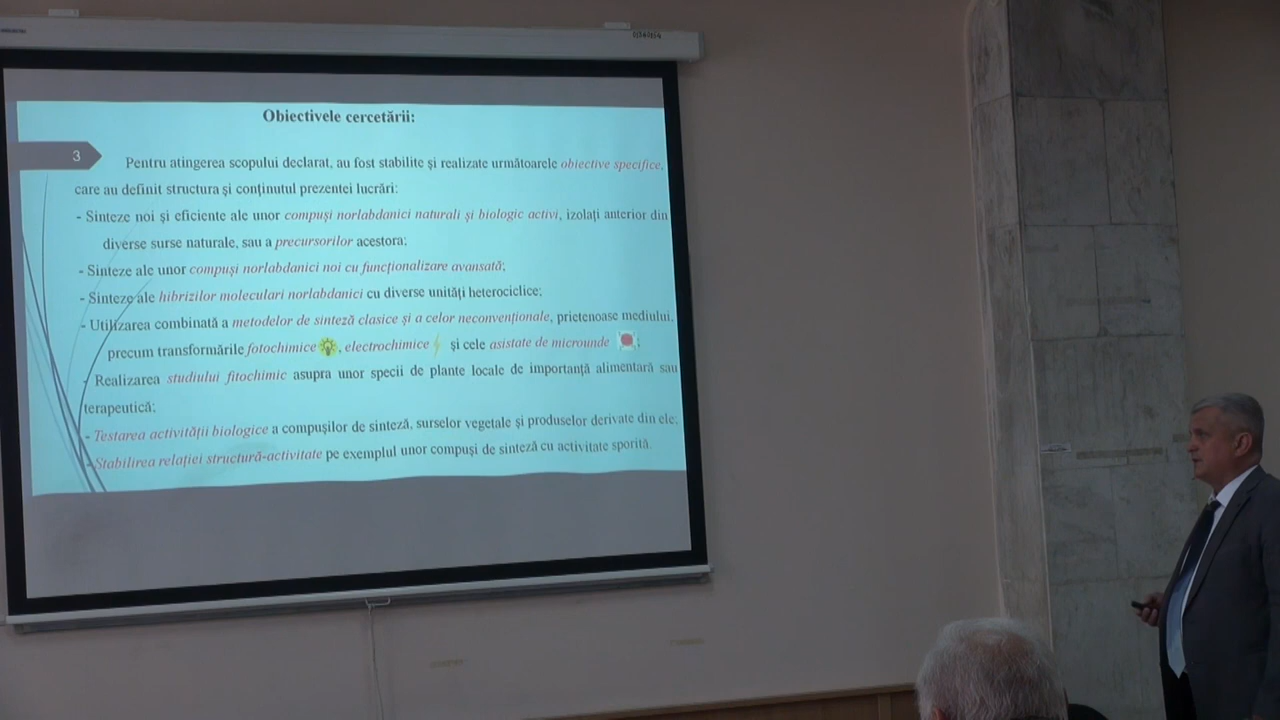 Obiectivele cercetării:
3
Pentru atingerea scopului declarat, au fost stabilite și realizate următoarele obiective specifice,
care au definit structura și conținutul prezentei lucrări:
- Sinteze noi și eficiente ale unor compuși norlabdanici naturali și biologic activi, izolați anterior din
diverse surse naturale, sau a precursorilor acestora;
- Sinteze ale unor compuși norlabdanici noi cu funcționalizare avansată;
- Sinteze ale hibrizilor moleculari norlabdanici cu diverse unități heterociclice;
- Utilizarea combinată a metodelor de sinteză clasice și a celor neconvenționale, prietenoase mediului,
precum transformările fotochimice , electrochimice și cele asistate de microunde ;
- Realizarea studiului fitochimic asupra unor specii de plante locale de importanță alimentară sau
terapeutică;
- Testarea activității biologice a compușilor de sinteză, surselor vegetale și produselor derivate din ele;
- Stabilirea relației structură-activitate pe exemplul unor compuși de sinteză cu activitate sporită.